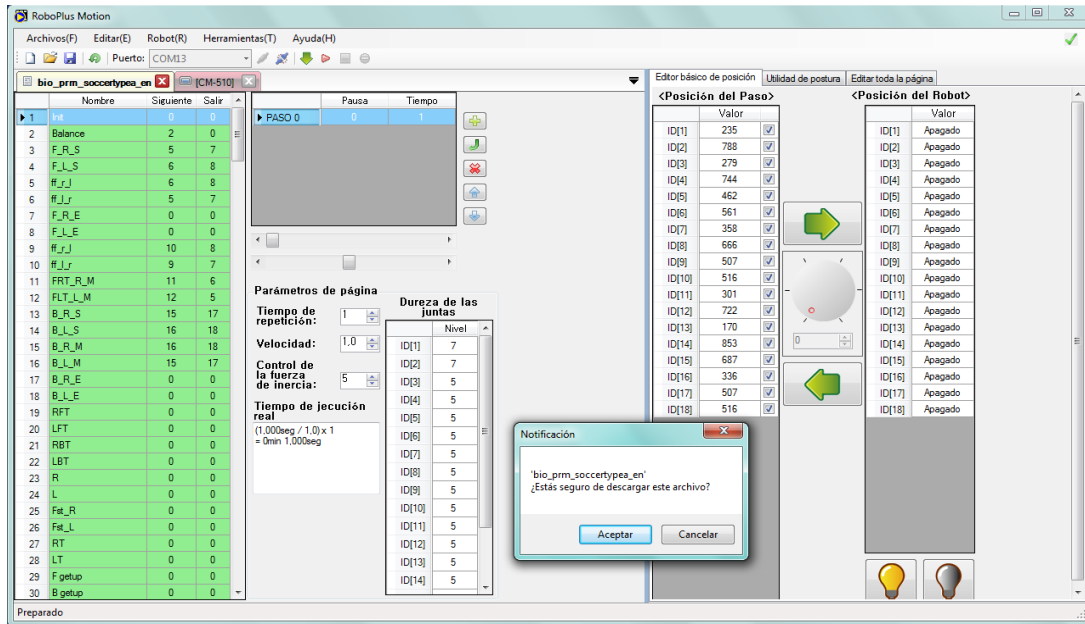 RoboPlus Motion
Archivos(F) Editar(E) Robot(R) Herramientas(T) Ayuda(H)
Puerto: COM13
bio_prm_soccertypea_en [CM-510]
Nombre Siguiente Salir
1 Init 0 0
2 Balance 2 0
3 F_R_S 5 7
4 F_L_S 6 8
5 ff_r_l 6 8
6 ff_l_r 5 7
7 F_R_E 0 0
8 F_L_E 0 0
9 ff_r_l 10 8
10 ff_l_r 9 7
11 FRT_R_M 11 6
12 FLT_L_M 12 5
13 B_R_S 15 17
14 B_L_S 16 18
15 B_R_M 16 18
16 B_L_M 15 17
17 B_R_E 0 0
18 B_L_E 0 0
19 RFT 0 0
20 LFT 0 0
21 RBT 0 0
22 LBT 0 0
23 R 0 0
24 L 0 0
25 Fst_R 0 0
26 Fst_L 0 0
27 RT 0 0
28 LT 0 0
29 F getup 0 0
30 B getup 0 0
Pausa Tiempo
PASO 0 0 1
Parámetros de página
Tiempo de repetición: 1
Velocidad: 1,0
Control de la fuerza de inercia: 5
Tiempo de jecución real
(1,000seg / 1,0) x 1
= 0min 1,000seg
Dureza de las juntas
Nivel
ID[1] 7
ID[2] 7
ID[3] 5
ID[4] 5
ID[5] 5
ID[6] 5
ID[7] 5
ID[8] 5
ID[9] 5
ID[10] 5
ID[11] 5
ID[12] 5
ID[13] 5
ID[14] 5
Editor básico de posición Utilidad de postura Editar toda la página
<Posición del Paso>
Valor
ID[1] 235
ID[2] 788
ID[3] 279
ID[4] 744
ID[5] 462
ID[6] 561
ID[7] 358
ID[8] 666
ID[9] 507
ID[10] 516
ID[11] 301
ID[12] 722
ID[13] 170
ID[14] 853
ID[15] 687
ID[16] 336
ID[17] 507
ID[18] 516
0
<Posición del Robot>
Valor
ID[1] Apagado
ID[2] Apagado
ID[3] Apagado
ID[4] Apagado
ID[5] Apagado
ID[6] Apagado
ID[7] Apagado
ID[8] Apagado
ID[9] Apagado
ID[10] Apagado
ID[11] Apagado
ID[12] Apagado
ID[13] Apagado
ID[14] Apagado
ID[15] Apagado
ID[16] Apagado
ID[17] Apagado
ID[18] Apagado
Notificación
'bio_prm_soccertypea_en'
¿Estás seguro de descargar este archivo?
Aceptar Cancelar
Preparado